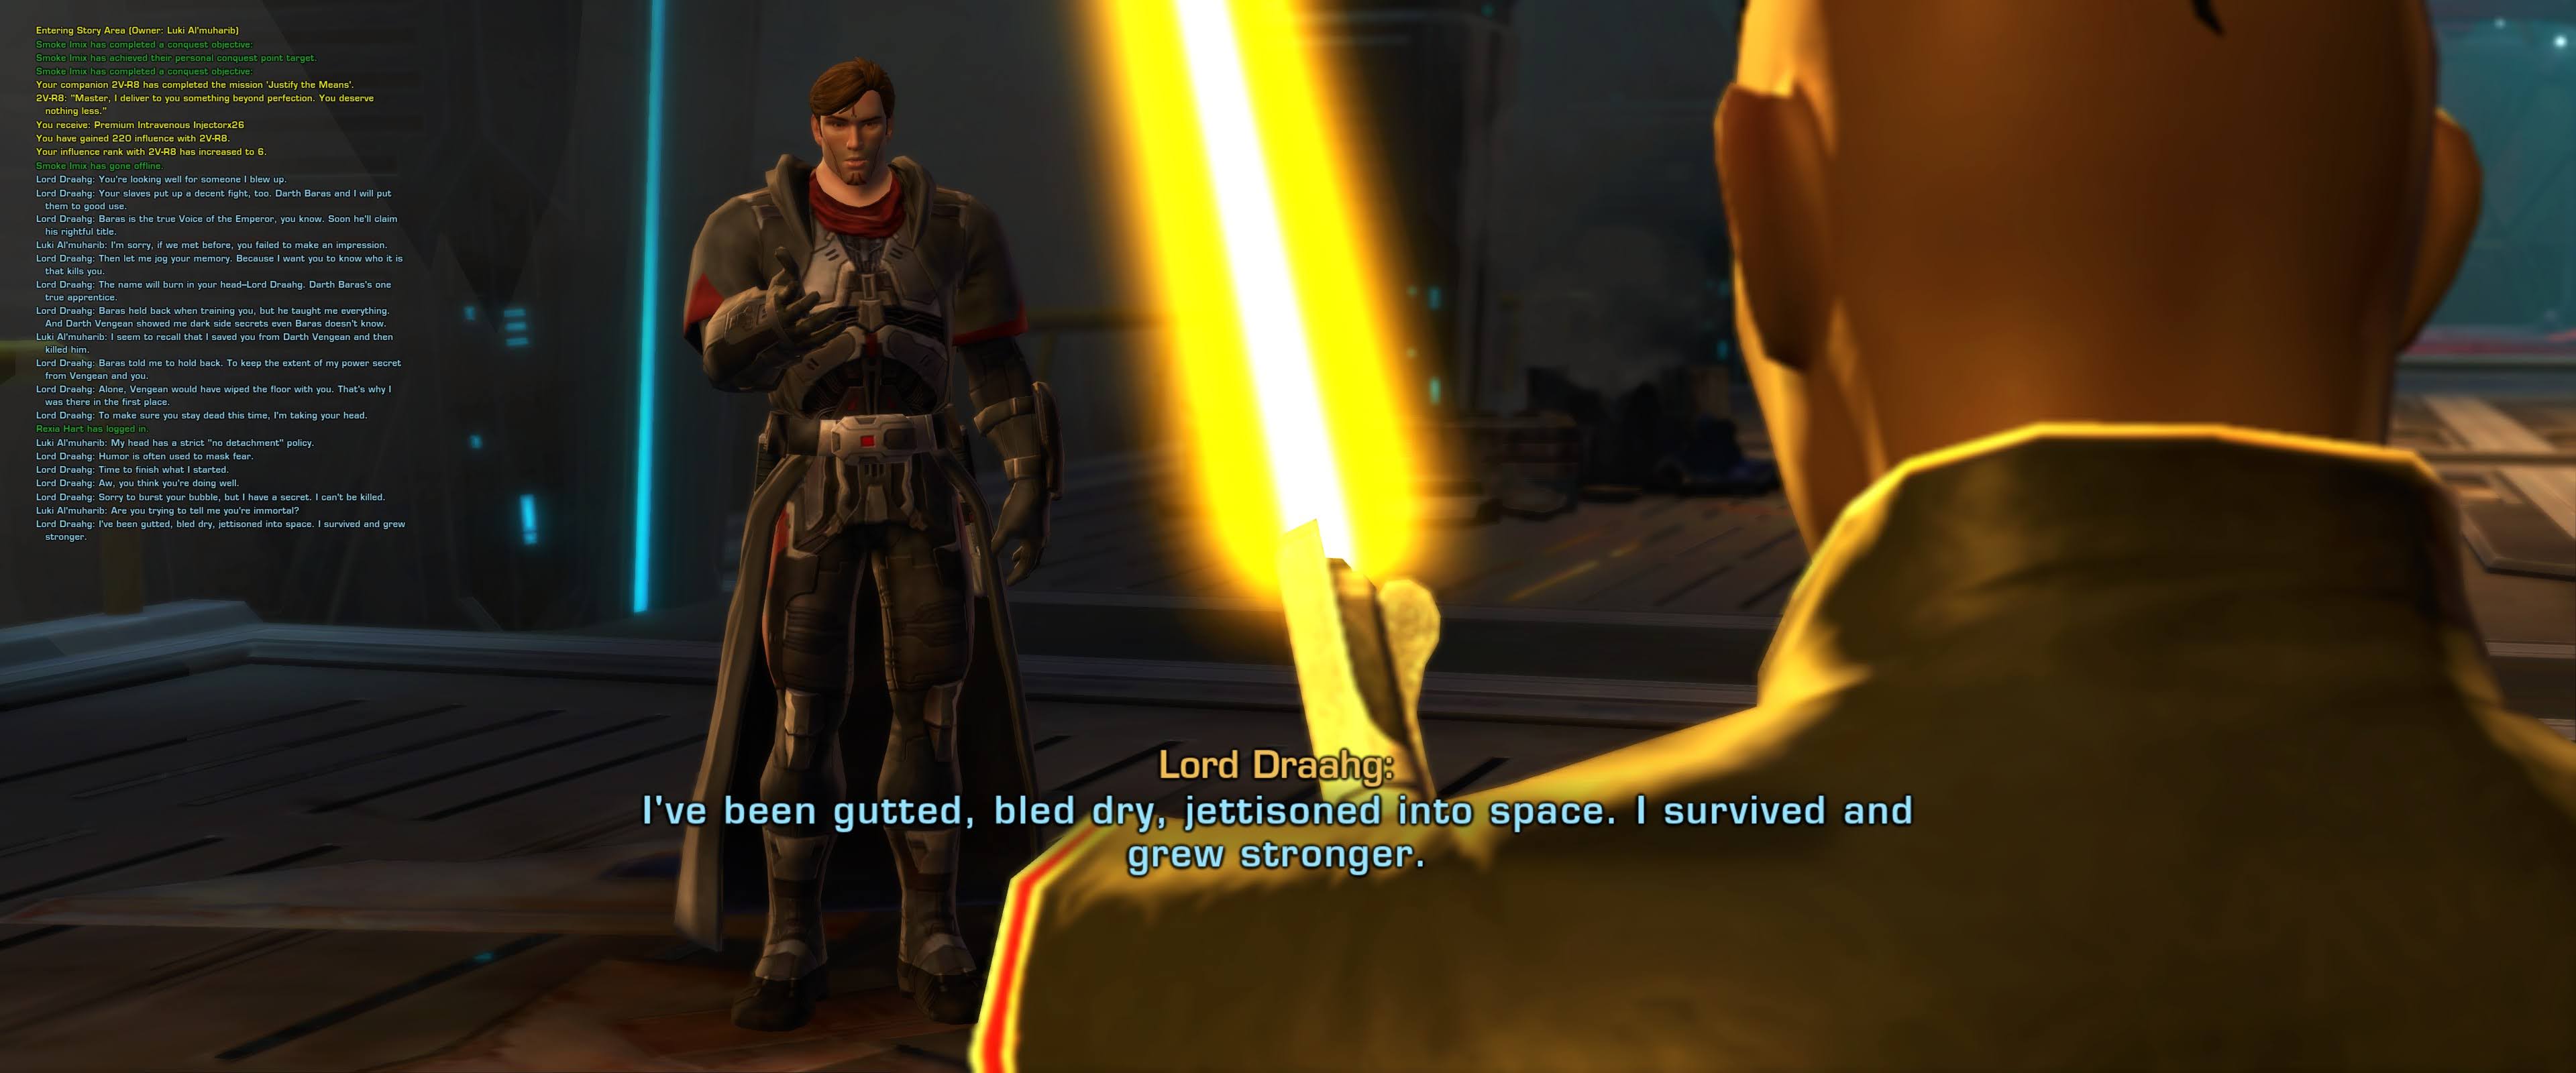 Entering Story Area (Owner: Luki Al'muharib)
Smoke Imix has completed a conquest objective.
Smoke Imix has achieved their personal conquest point target.
Smoke Imix has completed a conquest objective.
Your companion 2V-R8 has completed the mission 'Justify the Means'.
2V-R8: "Master, I deliver to you something beyond perfection. You deserve
nothing less."
You receive: Premium Intravenous Injectorx26
You have gained 220 influence with 2V-R8.
Your influence rank with 2V-R8 has increased to 6.
Smoke Imix has gone offline.
Lord Draahg: You're looking well for someone I blew up.
Lord Draahg: Your slaves put up a decent fight, too. Darth Baras and I will put
them to good use.
Lord Draahg: Baras is the true Voice of the Emperor, you know. Soon he'll claim
his rightful title.
Luki Al'muharib: I'm sorry, if we met before, you failed to make an impression.
Lord Draahg: Then let me jog your memory. Because I want you to know who it is
that kills you.
Lord Draahg: The name will burn in your head—Lord Draahg. Darth Baras's one
true apprentice.
Lord Draahg: Baras held back when training you, but he taught me everything.
And Darth Vengean showed me dark side secrets even Baras doesn't know.
Luki Al'muharib: I seem to recall that I saved you from Darth Vengean and then
killed him.
Lord Draahg: Baras told me to hold back. To keep the extent of my power secret
from Vengean and you.
Lord Draahg: Alone, Vengean would have wiped the floor with you. That's why I
was there in the first place.
Lord Draahg: To make sure you stay dead this time, I'm taking your head.
Rexia Hart has logged in.
Luki Al'muharib: My head has a strict "no detachment" policy.
Lord Draahg: Humor is often used to mask fear.
Lord Draahg: Time to finish what I started.
Lord Draahg: Aw, you think you're doing well.
Lord Draahg: Sorry to burst your bubble, but I have a secret. I can't be killed.
Luki Al'muharib: Are you trying to tell me you're immortal?
Lord Draahg: I've been gutted, bled dry, jettisoned into space. I survived and grew
stronger.
Lord Draahg:
I've been gutted, bled dry, jettisoned into space. I survived and
grew stronger.